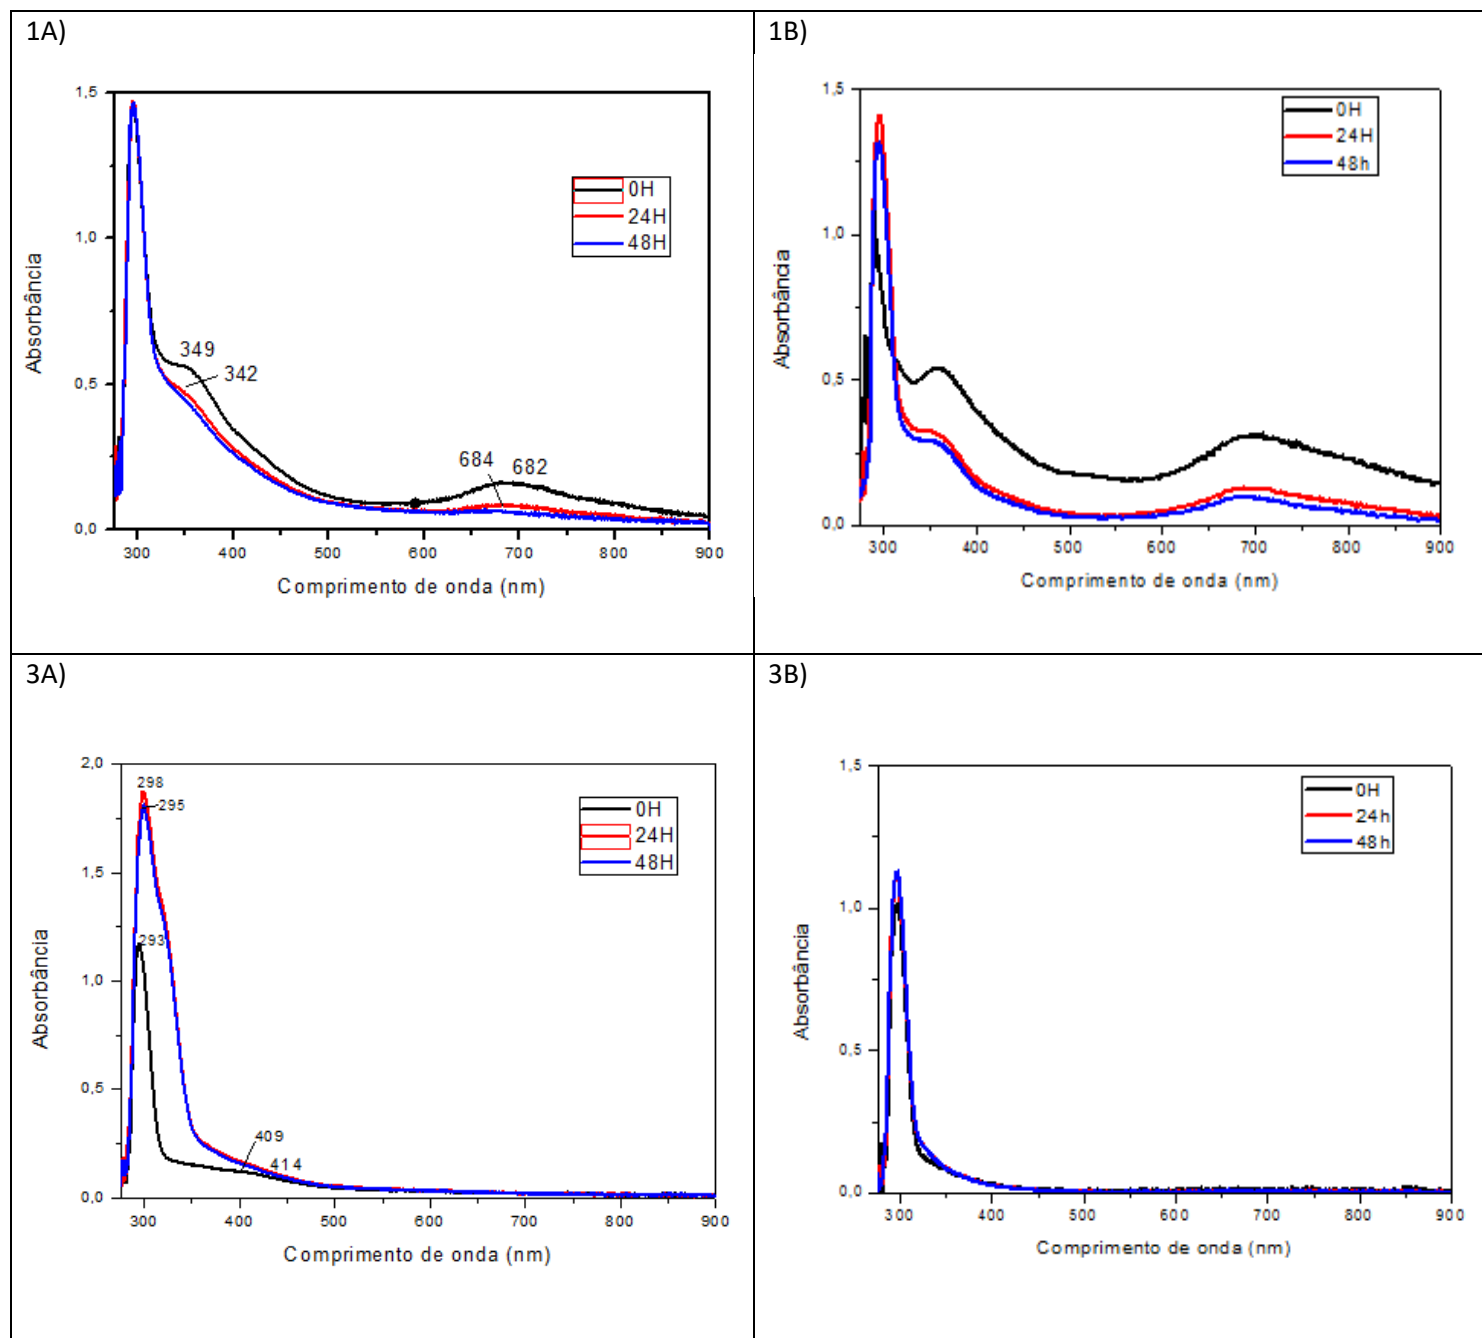 1A)
1,5
1,0
0,5
0,0
Absorbância
349
342
684
682
0H
24H
48H
300 400 500 600 700 800 900
Comprimento de onda (nm)
1B)
1,5
1,0
0,5
0,0
Absorbância
0H
24H
48h
300 400 500 600 700 800 900
Comprimento de onda (nm)
3A)
2,0
1,5
1,0
0,5
0,0
Absorbância
298
295
293
409
414
0H
24H
48H
300 400 500 600 700 800 900
Comprimento de onda (nm)
3B)
1,5
1,0
0,5
0,0
Absorbância
0H
24h
48h
300 400 500 600 700 800 900
Comprimento de onda (nm)